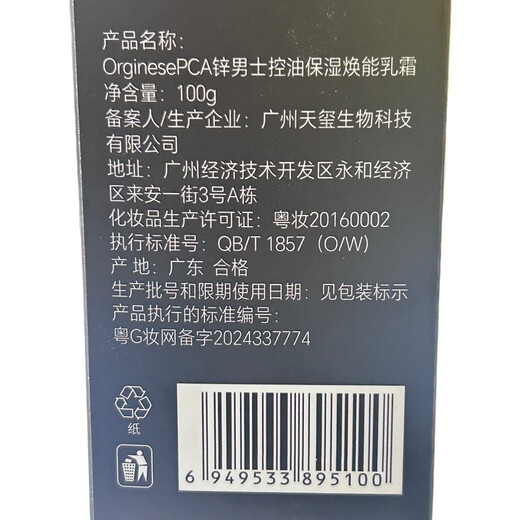 产品名称：
OrginesePCA锌男士控油保湿焕能乳霜
净含量：100g
备案人/生产企业：广州天玺生物科技
有限公司
地址：广州经济技术开发区永和经济
区来安一街3号A栋
化妆品生产许可证：粤妆20160002
执行标准号：QB/T 1857（O/W）
产 地：广东 合格
生产批号和限期使用日期：见包装标示
产品执行的标准编号：
粤G妆网备字2024337774
纸
6 949533 895100